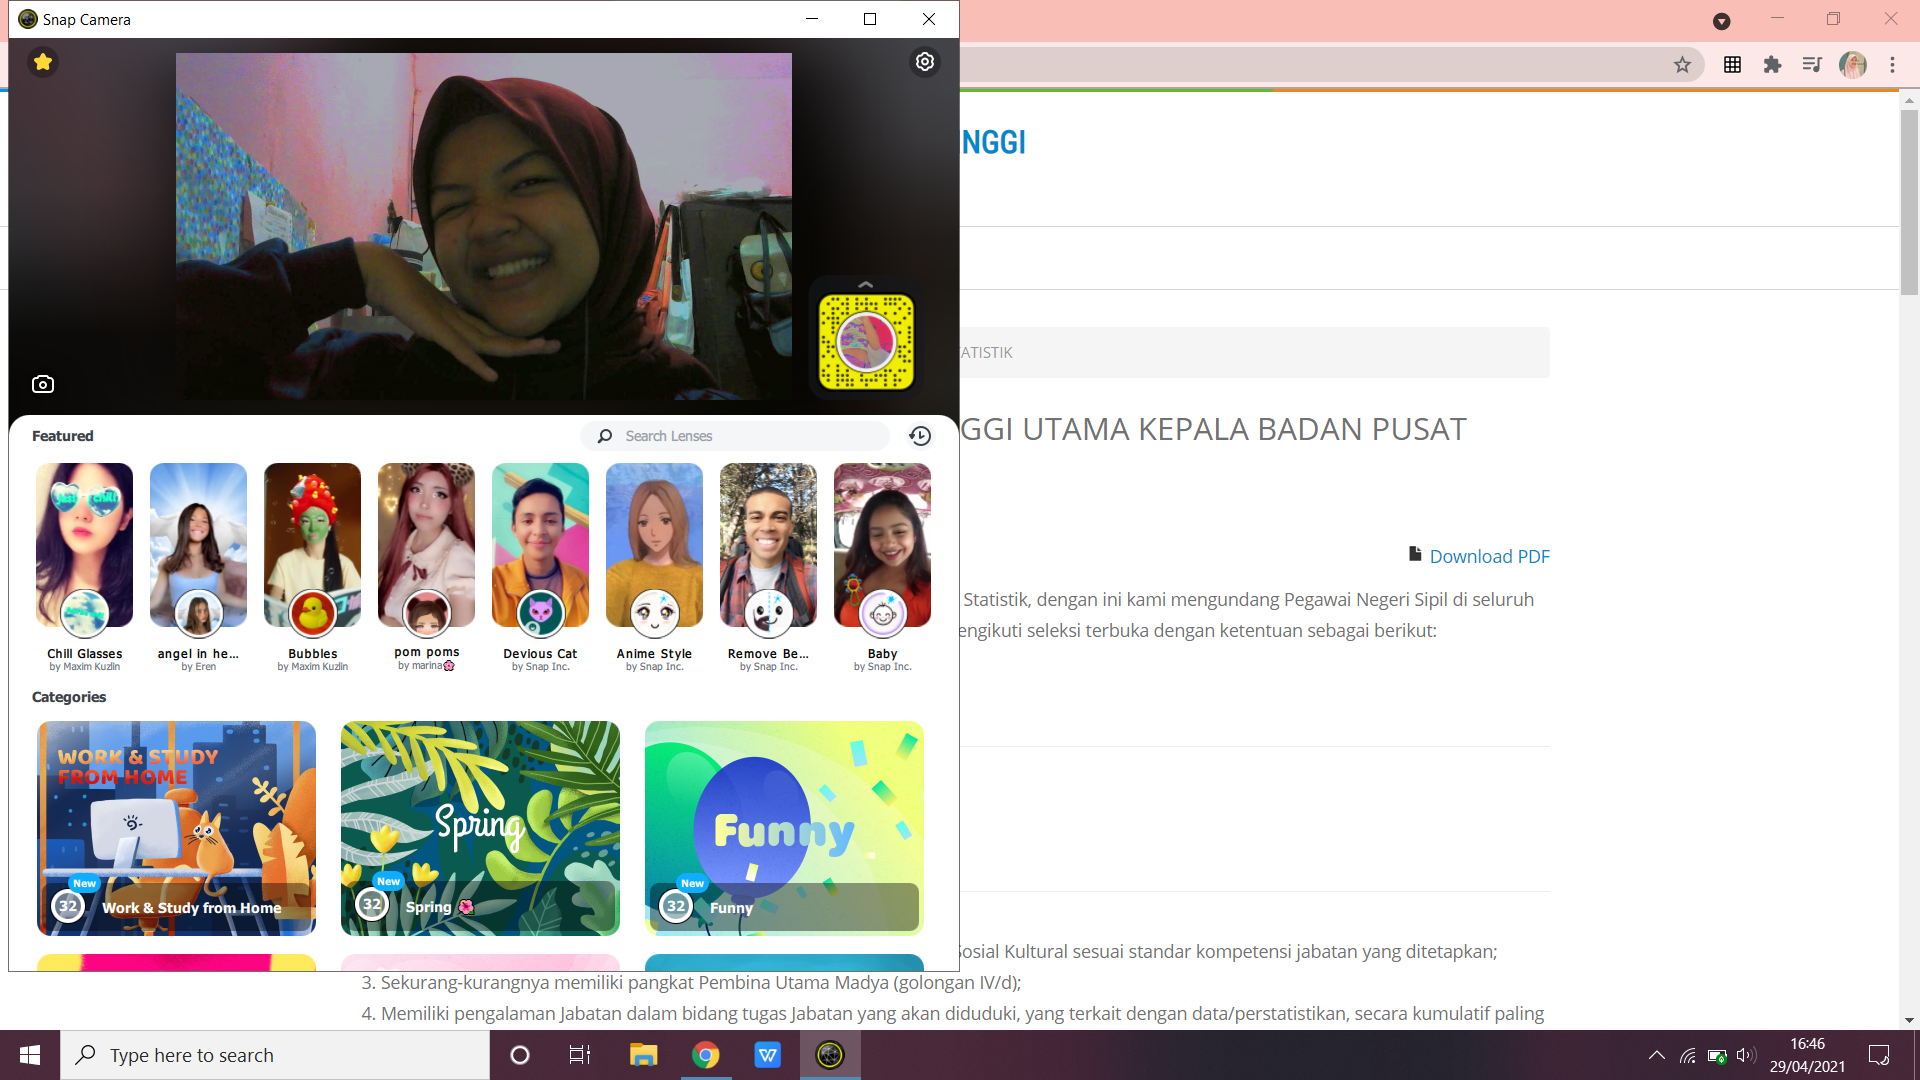 Snap Camera
Featured
Search Lenses
Chill Glasses
by Maxim Kuzlin
angel in he...
by Eren
Bubbles
by Maxim Kuzlin
pom poms
by marina🌸
Devious Cat
by Snap Inc.
Anime Style
by Snap Inc.
Remove Be...
by Snap Inc.
Baby
by Snap Inc.
Categories
WORK & STUDY
FROM HOME
New
32
Work & Study from Home
Spring
New
32
Spring 🌺
Funny
New
32
Funny
NGGI
ATISTIK
GGI UTAMA KEPALA BADAN PUSAT
Download PDF
Statistik, dengan ini kami mengundang Pegawai Negeri Sipil di seluruh
engikuti seleksi terbuka dengan ketentuan sebagai berikut:
Sosial Kultural sesuai standar kompetensi jabatan yang ditetapkan;
3. Sekurang-kurangnya memiliki pangkat Pembina Utama Madya (golongan IV/d);
4. Memiliki pengalaman Jabatan dalam bidang tugas Jabatan yang akan diduduki, yang terkait dengan data/perstatistikan, secara kumulatif paling
Type here to search
16:46
29/04/2021